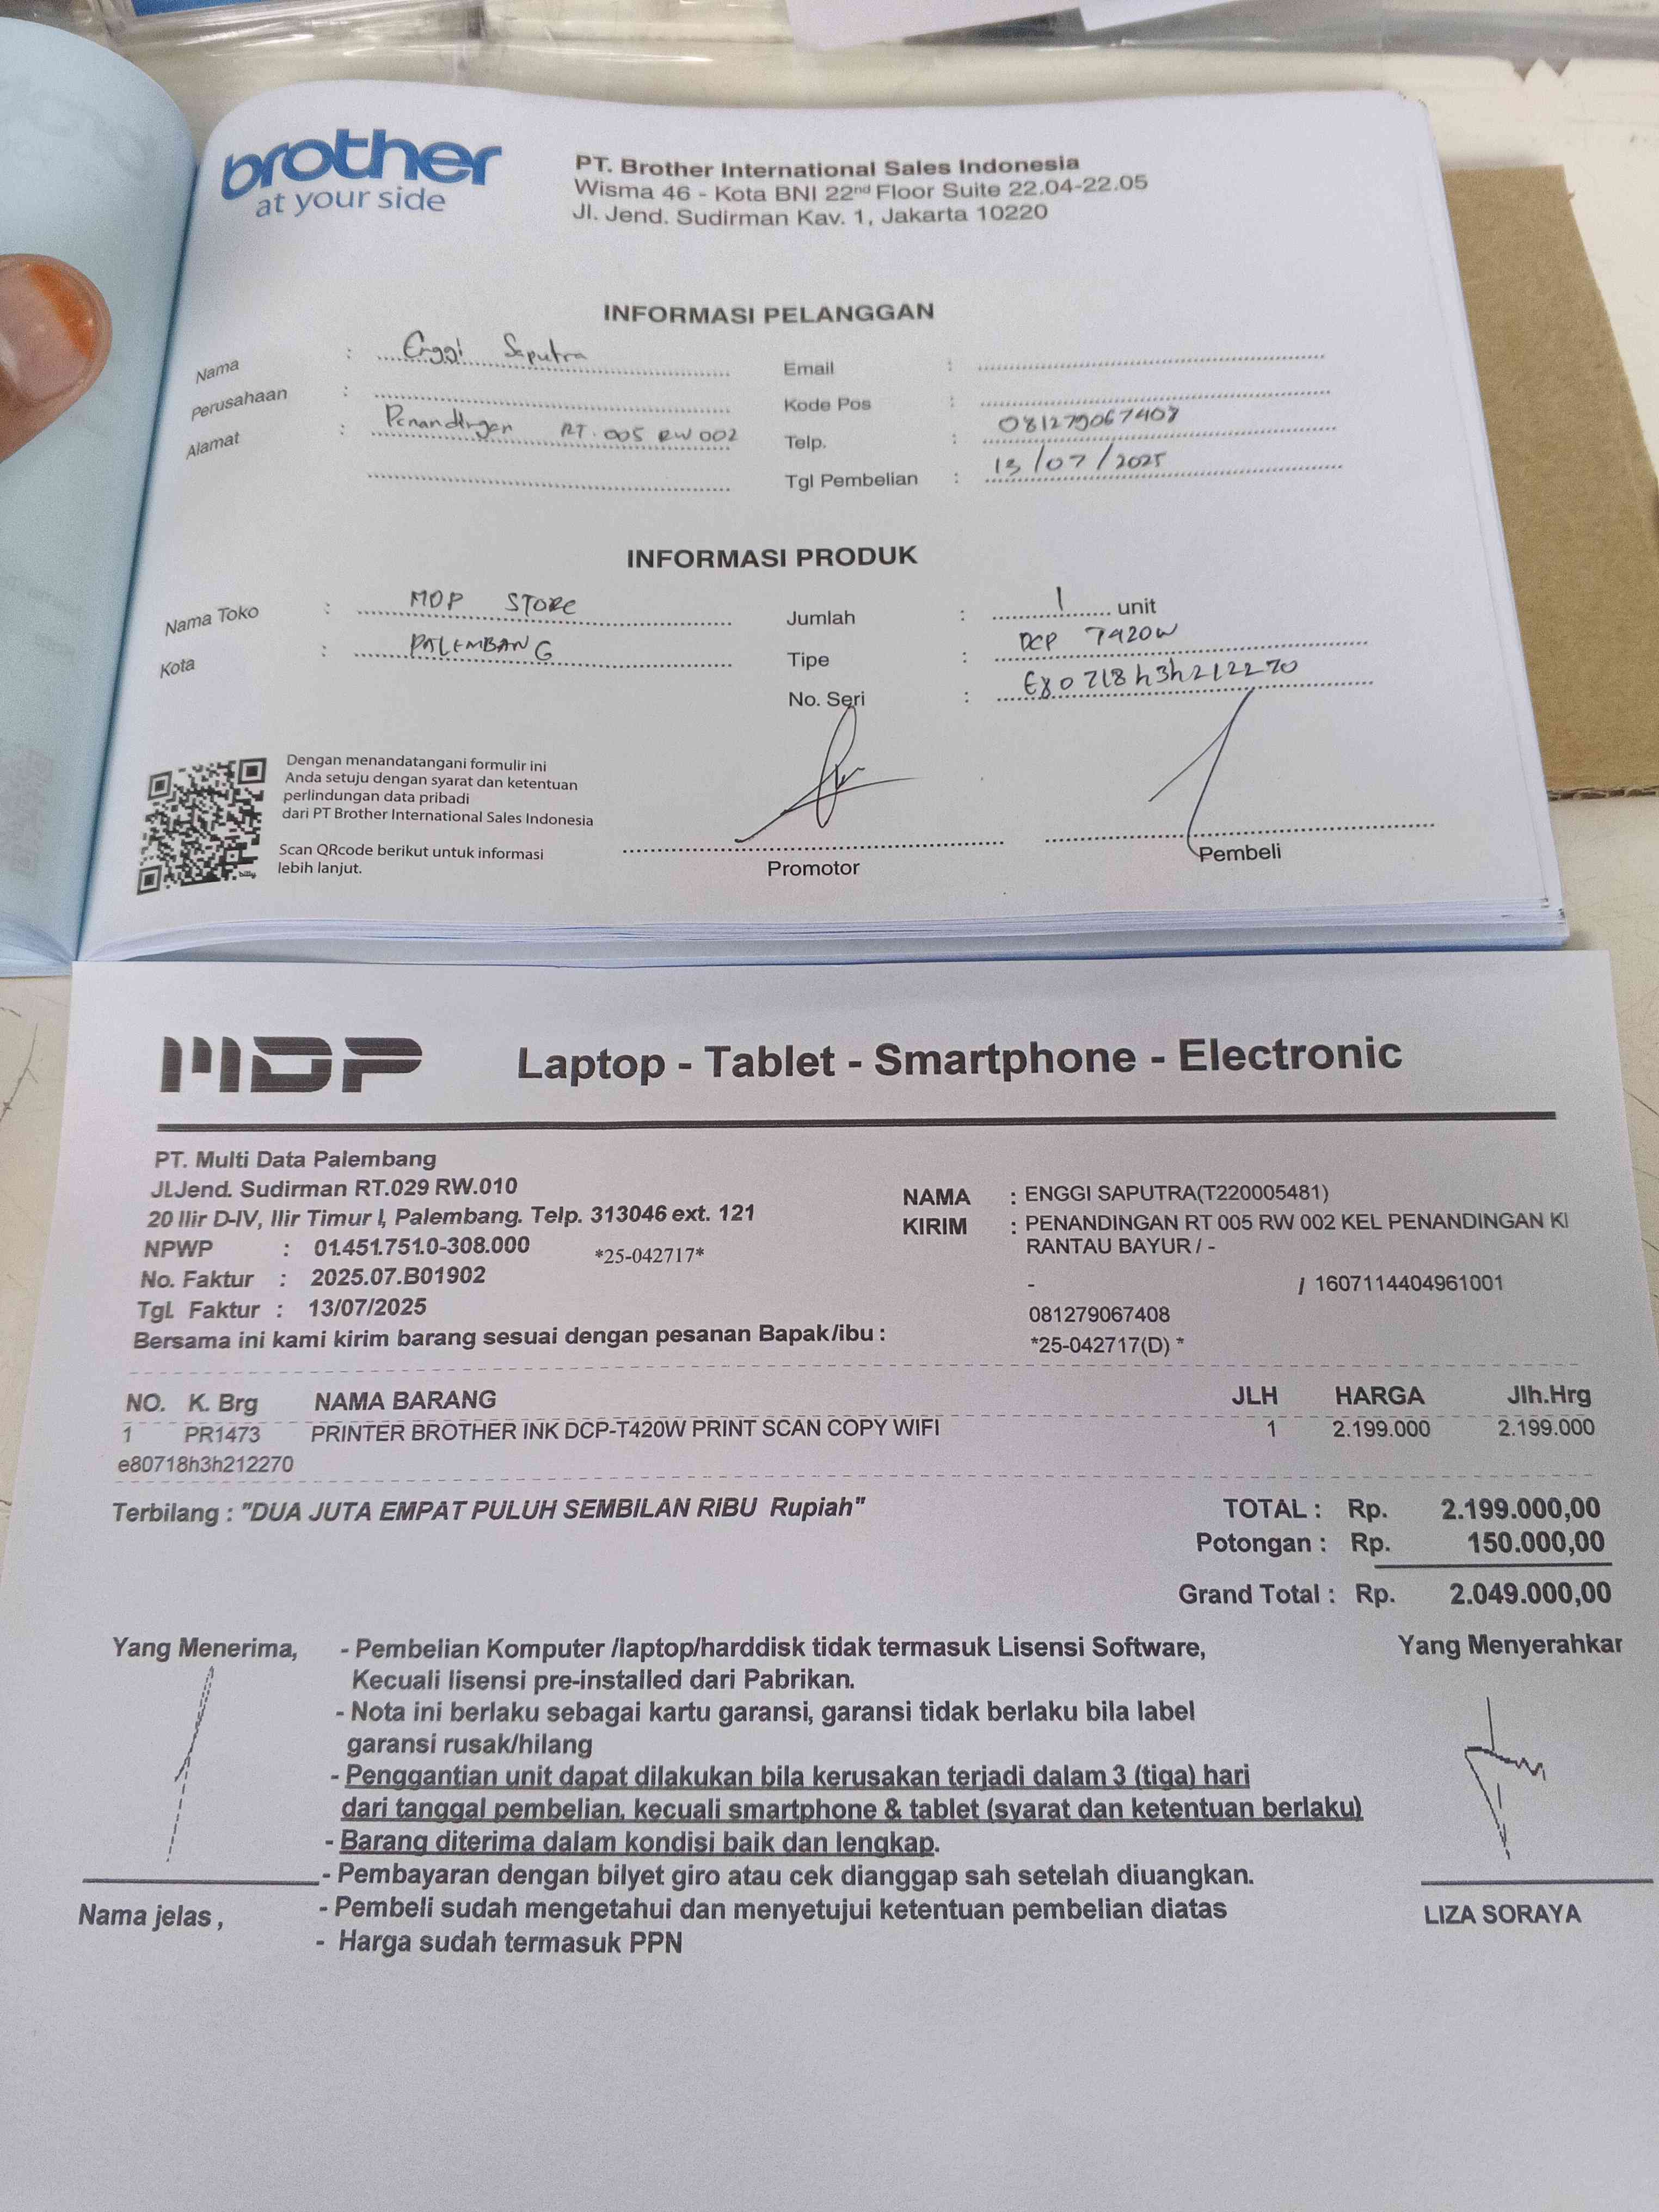 brother
at your side
PT. Brother International Sales Indonesia
Wisma 46 - Kota BNI 22nd Floor Suite 22.04-22.05
Jl. Jend. Sudirman Kav. 1, Jakarta 10220
INFORMASI PELANGGAN
Nama : Enggi Saputra
Perusahaan :
Alamat : Penandingan RT.005 RW 002
Email :
Kode Pos :
Telp. : 081279067408
Tgl Pembelian : 13/07/2025
INFORMASI PRODUK
Nama Toko : MDP STORE
Kota : PALEMBANG
Jumlah : 1 unit
Tipe : DCP T420W
No. Seri : E80718h3h212270
Dengan menandatangani formulir ini
Anda setuju dengan syarat dan ketentuan
perlindungan data pribadi
dari PT Brother International Sales Indonesia
Scan QRcode berikut untuk informasi
lebih lanjut.
Promotor
Pembeli
MDP Laptop - Tablet - Smartphone - Electronic
PT. Multi Data Palembang
Jl.Jend. Sudirman RT.029 RW.010
20 Ilir D-IV, Ilir Timur I, Palembang. Telp. 313046 ext. 121
NPWP : 01.451.751.0-308.000 *25-042717*
No. Faktur : 2025.07.B01902
Tgl. Faktur : 13/07/2025
Bersama ini kami kirim barang sesuai dengan pesanan Bapak/ibu :
NAMA : ENGGI SAPUTRA(T220005481)
KIRIM : PENANDINGAN RT 005 RW 002 KEL PENANDINGAN KI
RANTAU BAYUR / -
- / 1607114404961001
081279067408
*25-042717(D) *
NO. K. Brg NAMA BARANG JLH HARGA Jlh.Hrg
1 PR1473 PRINTER BROTHER INK DCP-T420W PRINT SCAN COPY WIFI 1 2.199.000 2.199.000
e80718h3h212270
Terbilang : "DUA JUTA EMPAT PULUH SEMBILAN RIBU Rupiah"
TOTAL : Rp. 2.199.000,00
Potongan : Rp. 150.000,00
Grand Total : Rp. 2.049.000,00
Yang Menerima,
- Pembelian Komputer /laptop/harddisk tidak termasuk Lisensi Software,
Kecuali lisensi pre-installed dari Pabrikan.
- Nota ini berlaku sebagai kartu garansi, garansi tidak berlaku bila label
garansi rusak/hilang
- Penggantian unit dapat dilakukan bila kerusakan terjadi dalam 3 (tiga) hari
dari tanggal pembelian, kecuali smartphone & tablet (syarat dan ketentuan berlaku)
- Barang diterima dalam kondisi baik dan lengkap.
- Pembayaran dengan bilyet giro atau cek dianggap sah setelah diuangkan.
- Pembeli sudah mengetahui dan menyetujui ketentuan pembelian diatas
- Harga sudah termasuk PPN
Nama jelas ,
Yang Menyerahkar
LIZA SORAYA